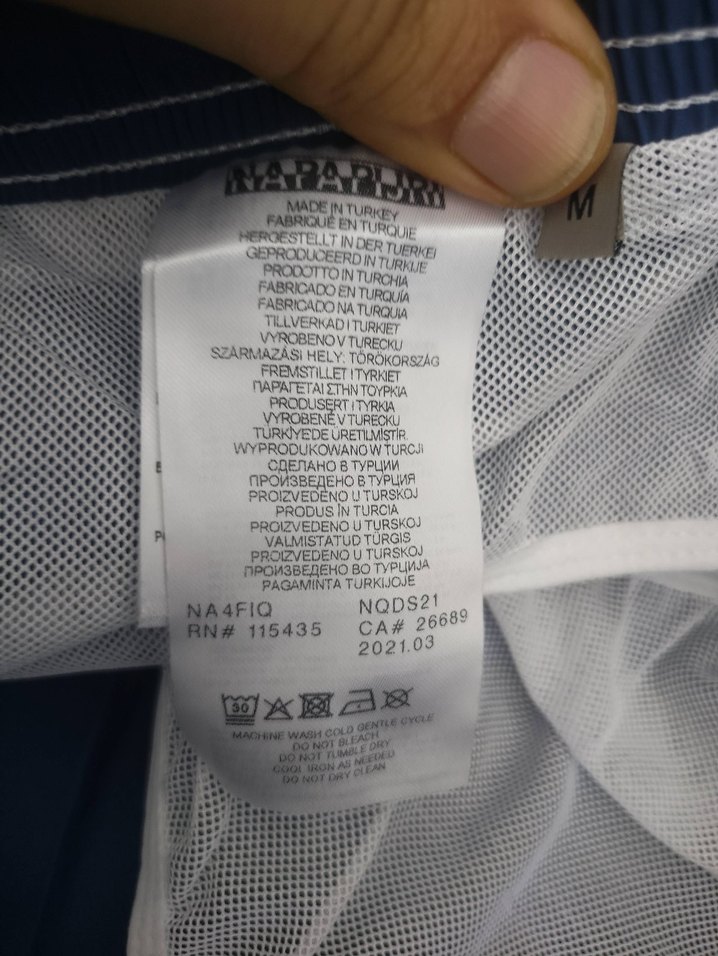 NAPAPIJRI
M
MADE IN TURKEY
FABRIQUÉ EN TURQUIE
HERGESTELLT IN DER TUERKEI
GEPRODUCEERD IN TURKIJE
PRODOTTO IN TURCHIA
FABRICADO EN TURQUÍA
FABRICADO NA TURQUIA
TILLVERKAD I TURKIET
VYROBENO V TURECKU
SZÁRMAZÁSI HELY: TÖRÖKORSZÁG
FREMSTILLET I TYRKIET
ΠΑΡΑΓΕΤΑΙ ΣΤΗΝ ΤΟΥΡΚΙΑ
PRODUSERT I TYRKIA
VYROBENÉ V TURECKU
TÜRKİYE'DE ÜRETİLMİŞTİR.
WYPRODUKOWANO W TURCJI
СДЕЛАНО В ТУРЦИИ
ПРОИЗВЕДЕНО В ТУРЦИЯ
PROIZVEDENO U TURSKOJ
PRODUS ÎN TURCIA
PROIZVEDENO U TURSKOJ
VALMISTATUD TÜRGIS
PROIZVEDENO U TURSKOJ
ПРОИЗВЕДЕНО ВО ТУРЦИЈА
PAGAMINTA TURKIJOJE
NA4FIQ NQDS21
RN# 115435 CA# 26689
2021.03
30
MACHINE WASH COLD GENTLE CYCLE
DO NOT BLEACH
DO NOT TUMBLE DRY
COOL IRON AS NEEDED
DO NOT DRY CLEAN